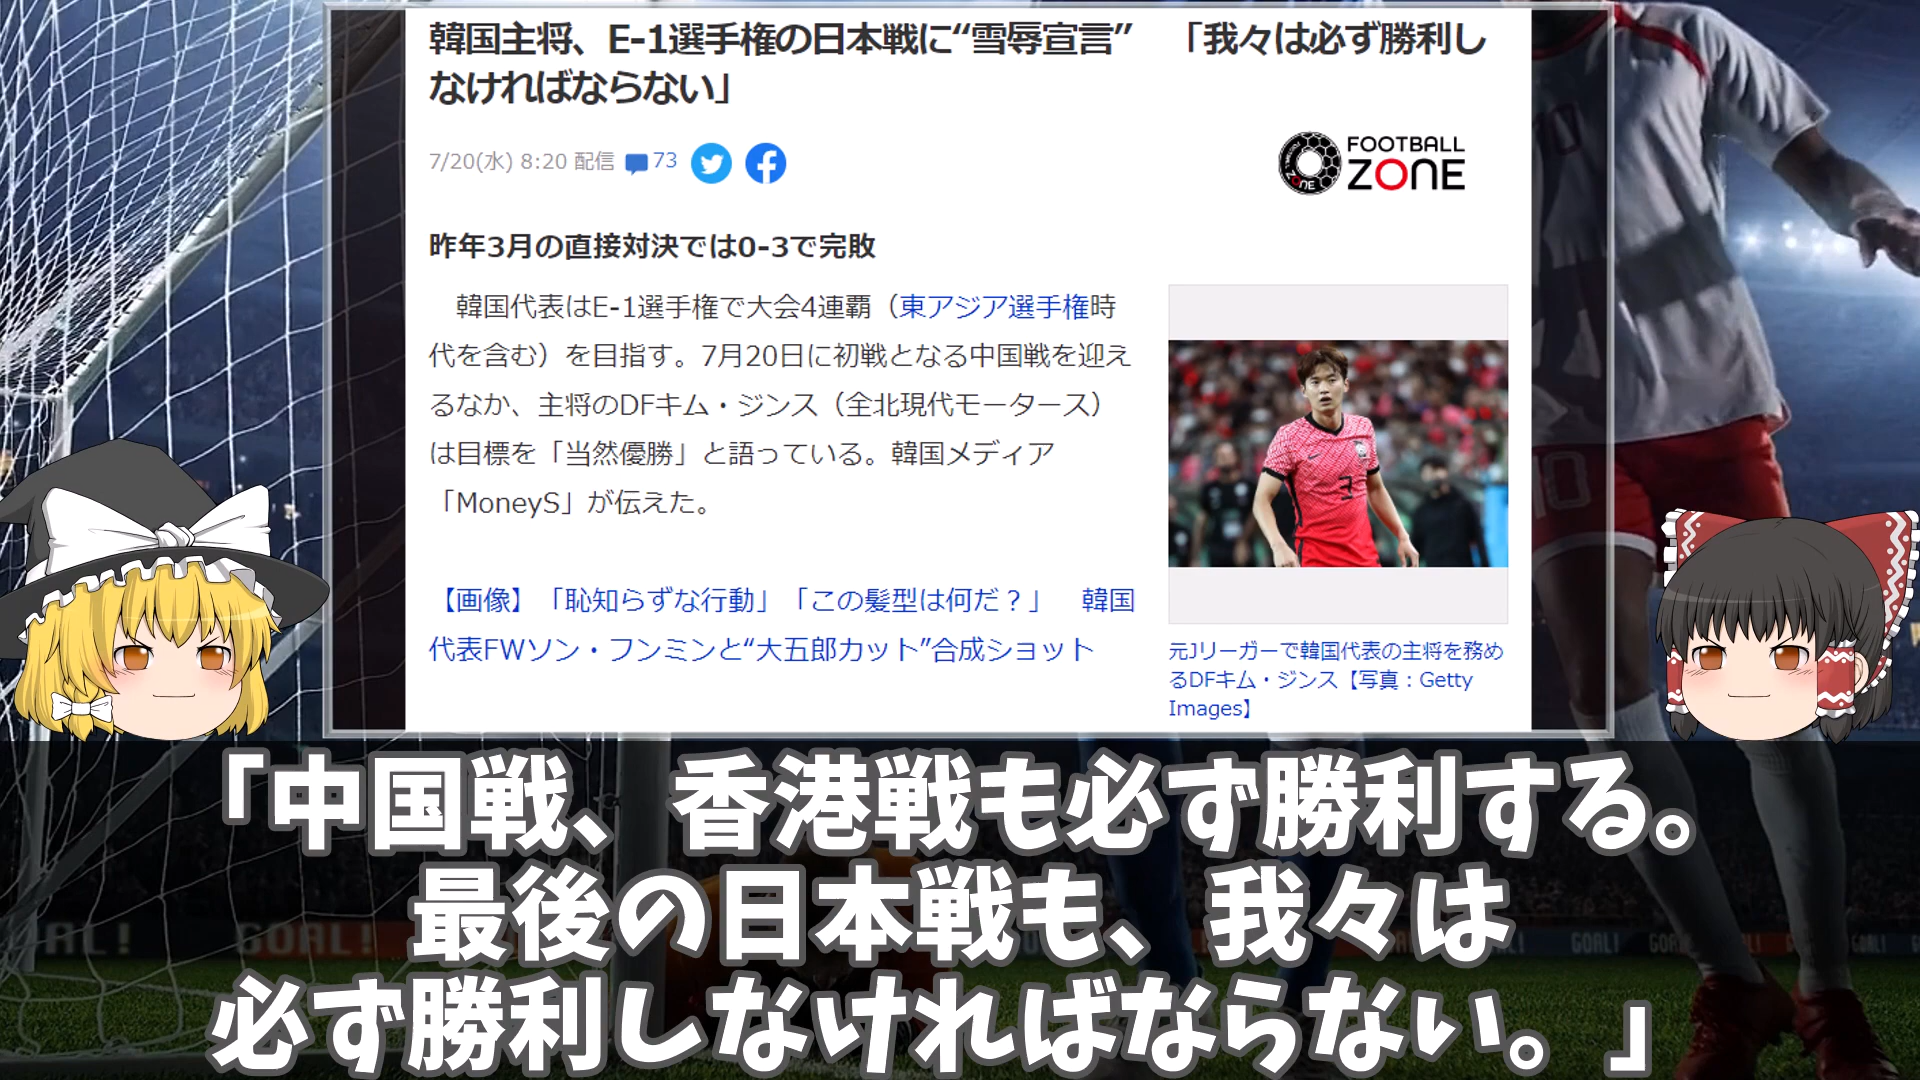 韓国主将、E-1選手権の日本戦に“雪辱宣言” 「我々は必ず勝利し
なければならない」
7/20(水) 8:20 配信 73
FOOTBALL
ZONE
昨年3月の直接対決では0-3で完敗
韓国代表はE-1選手権で大会4連覇（東アジア選手権時
代を含む）を目指す。7月20日に初戦となる中国戦を迎え
るなか、主将のDFキム・ジンス（全北現代モータース）
は目標を「当然優勝」と語っている。韓国メディア
「MoneyS」が伝えた。
【画像】「恥知らずな行動」「この髪型は何だ？」 韓国
代表FWソン・フンミンと“大五郎カット”合成ショット
3
元Jリーガーで韓国代表の主将を務め
るDFキム・ジンス【写真：Getty
Images】
10
「中国戦、香港戦も必ず勝利する。
最後の日本戦も、我々は
必ず勝利しなければならない。」
GOAL!
GOAL!